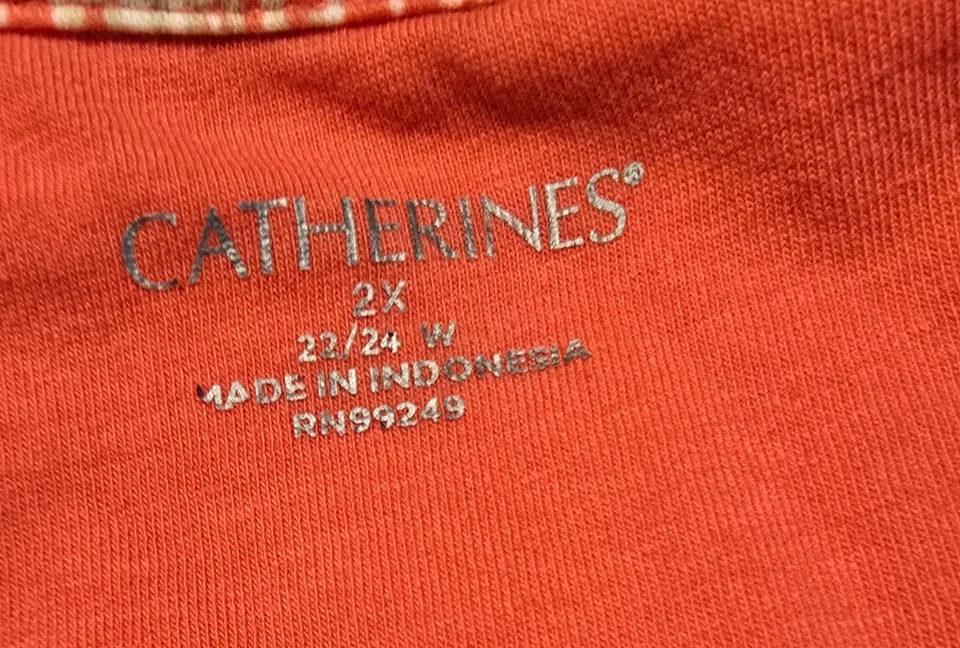 CATHERINES®
2X
22/24 W
MADE IN INDONESIA
RN99249